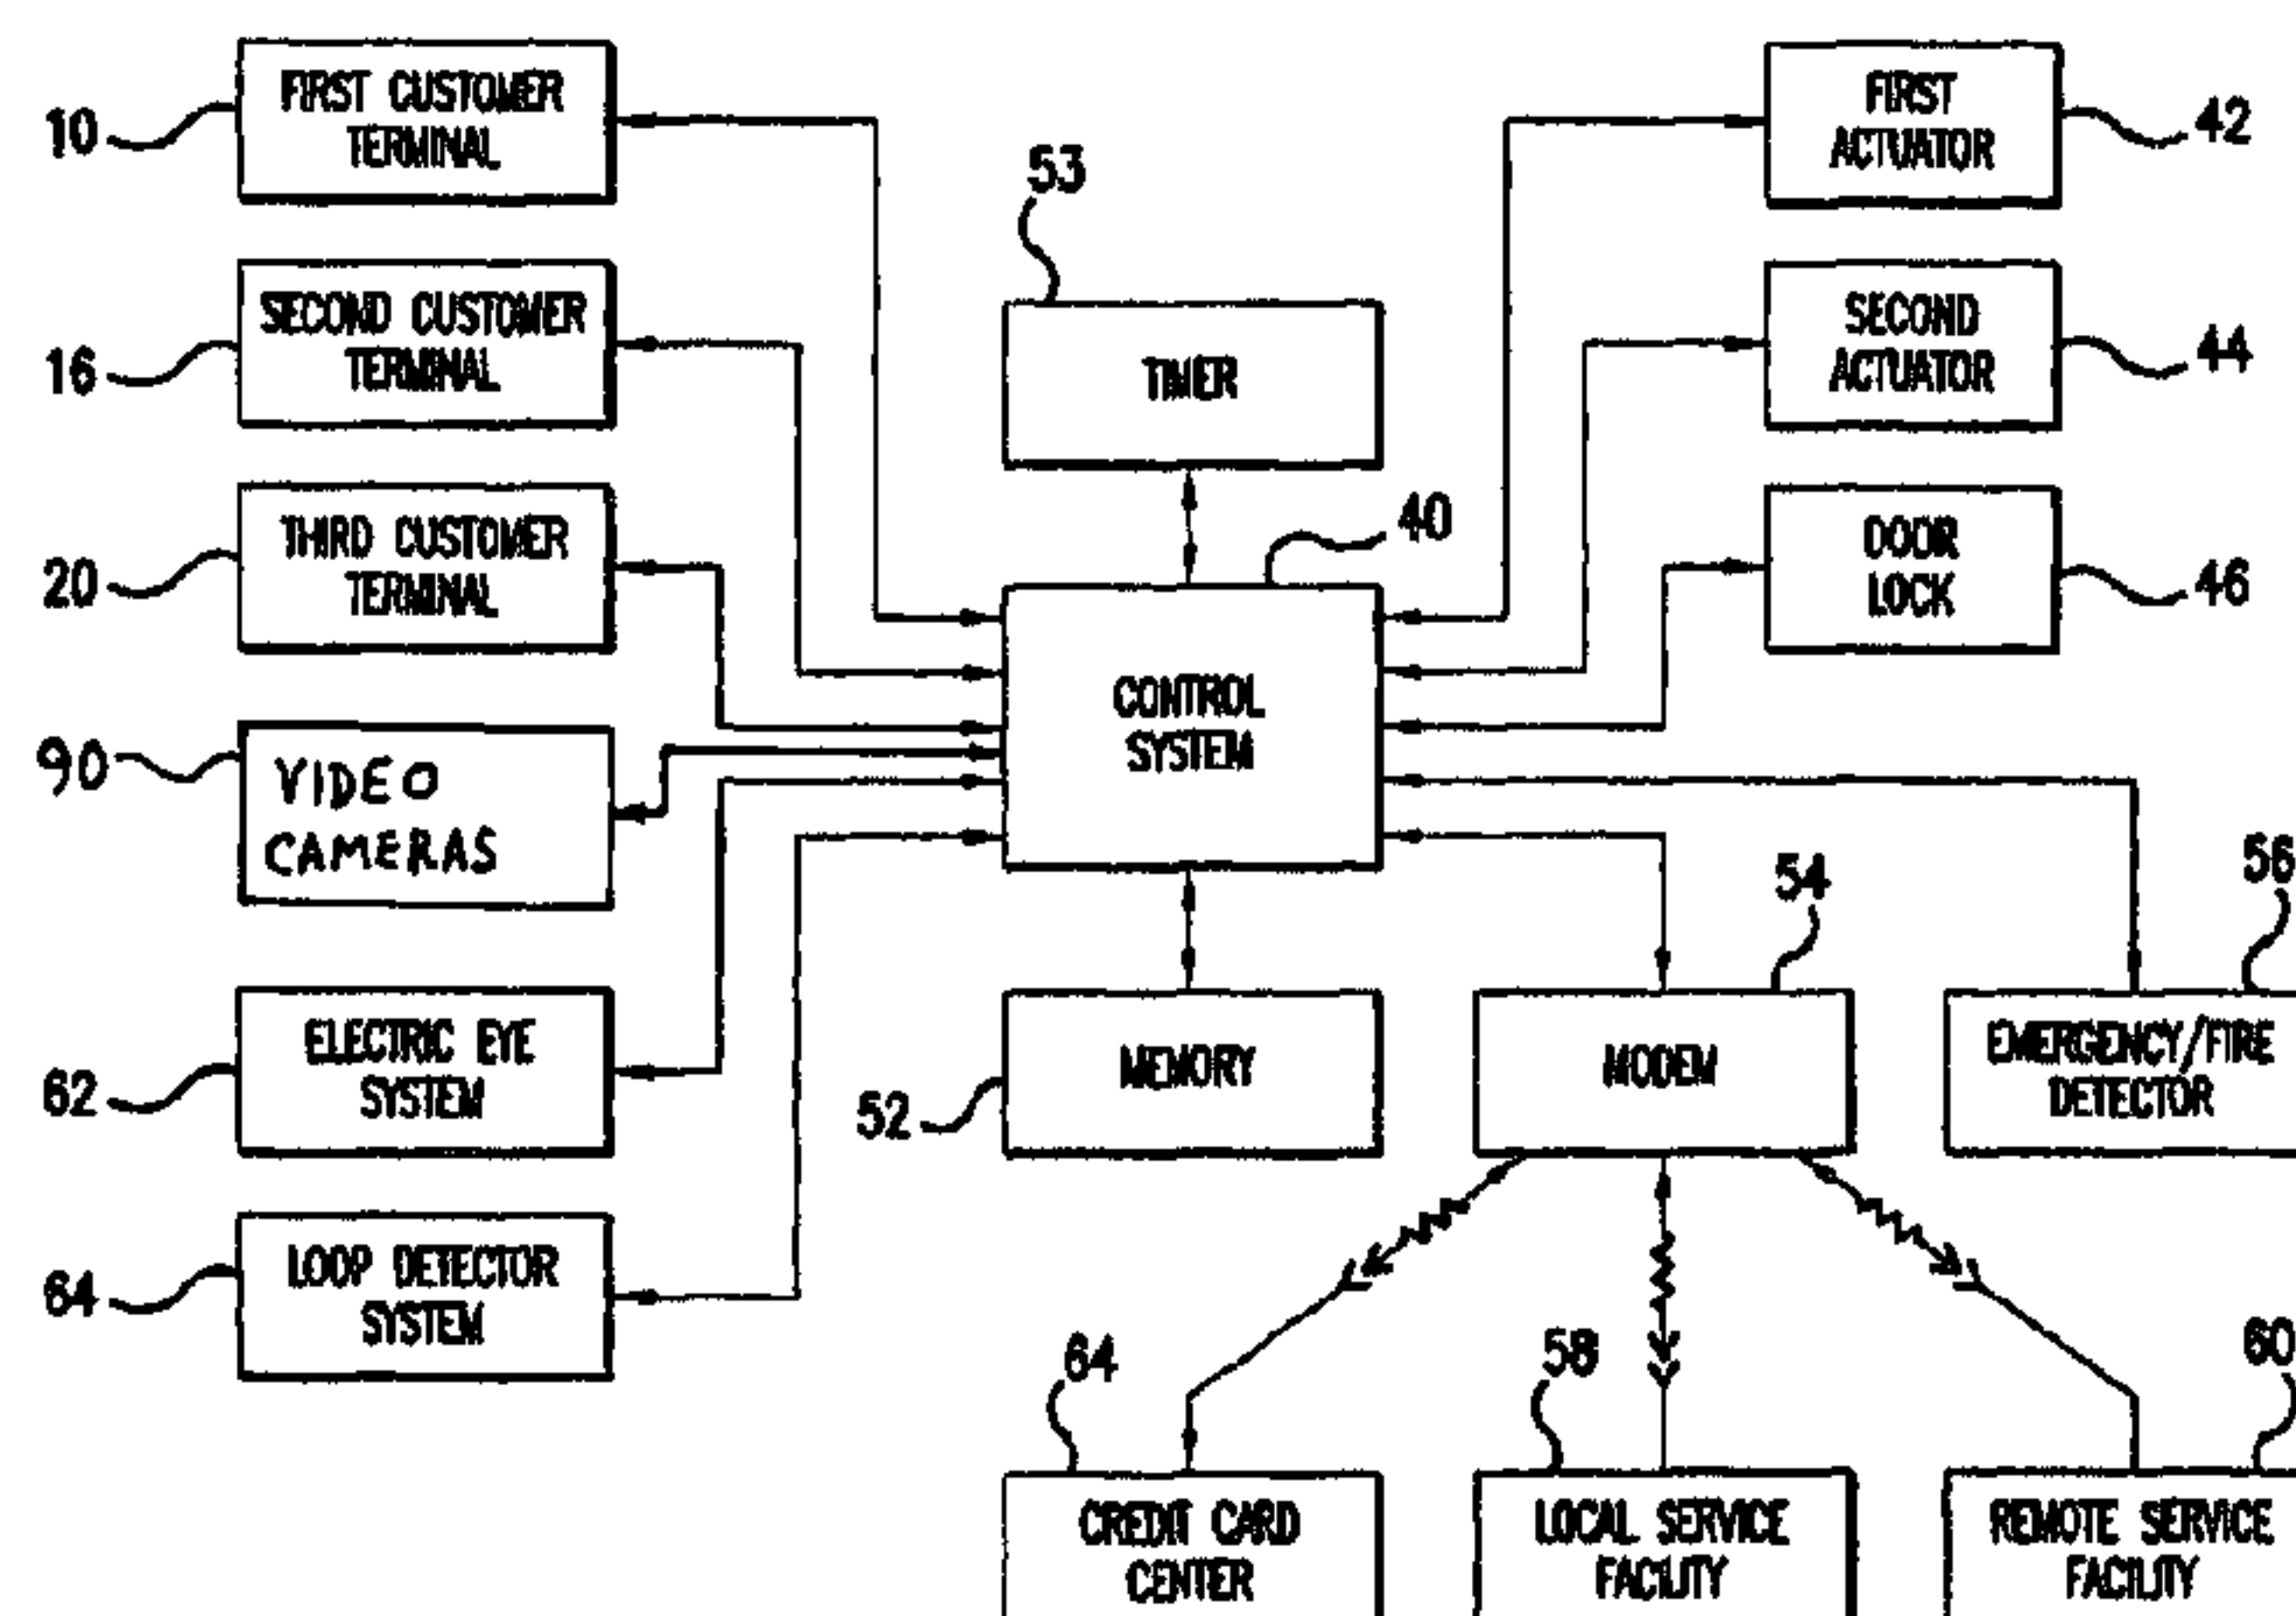 10
FIRST CUSTOMER
TERMINAL
16
SECOND CUSTOMER
TERMINAL
20
THIRD CUSTOMER
TERMINAL
90
VIDEO
CAMERAS
62
ELECTRIC EYE
SYSTEM
64
LOOP DETECTOR
SYSTEM
53
TIMER
40
CONTROL
SYSTEM
52
MEMORY
FIRST
ACTUATOR
42
SECOND
ACTUATOR
44
DOOR
LOCK
46
54
MODEM
56
EMERGENCY/FIRE
DETECTOR
64
CREDIT CARD
CENTER
58
LOCAL SERVICE
FACILITY
60
REMOTE SERVICE
FACILITY